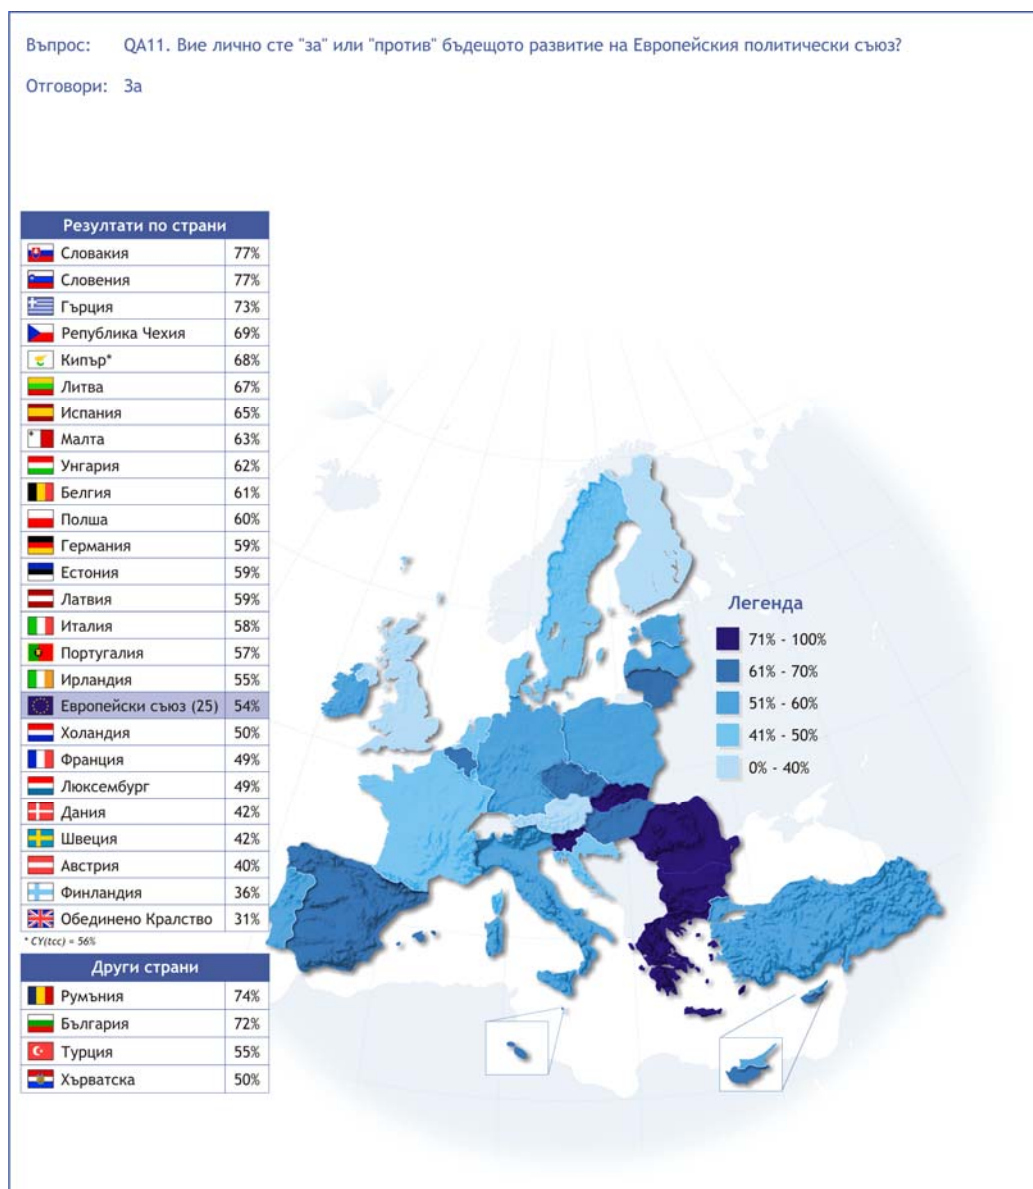 Въпрос: QA11. Вие лично сте "за" или "против" бъдещото развитие на Европейския политически съюз?
Отговори: За
Резултати по страни
Словакия 77%
Словения 77%
Гърция 73%
Република Чехия 69%
Кипър* 68%
Литва 67%
Испания 65%
Малта 63%
Унгария 62%
Белгия 61%
Полша 60%
Германия 59%
Естония 59%
Латвия 59%
Италия 58%
Португалия 57%
Ирландия 55%
Европейски съюз (25) 54%
Холандия 50%
Франция 49%
Люксембург 49%
Дания 42%
Швеция 42%
Австрия 40%
Финландия 36%
Обединено Кралство 31%
* CY(tcc) = 56%
Други страни
Румъния 74%
България 72%
Турция 55%
Хърватска 50%
Легенда
71% - 100%
61% - 70%
51% - 60%
41% - 50%
0% - 40%